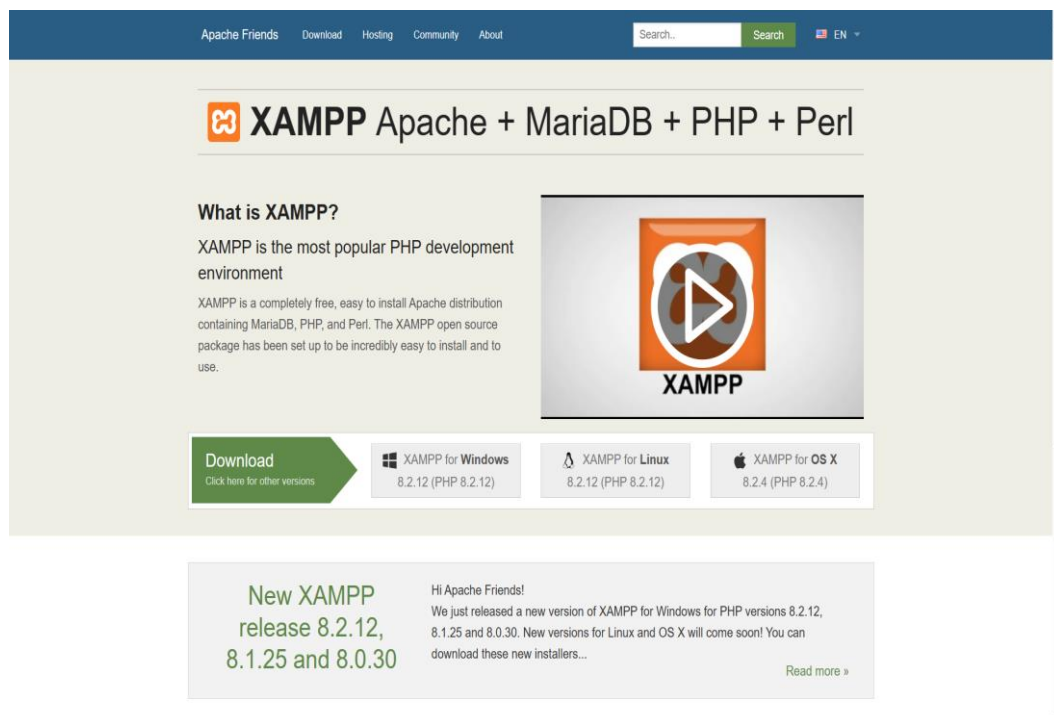 Apache Friends Download Hosting Community About Search.. Search EN
XAMPP Apache + MariaDB + PHP + Perl
What is XAMPP?
XAMPP is the most popular PHP development
environment
XAMPP is a completely free, easy to install Apache distribution
containing MariaDB, PHP, and Perl. The XAMPP open source
package has been set up to be incredibly easy to install and to
use.
XAMPP
Download
Click here for other versions
XAMPP for Windows
8.2.12 (PHP 8.2.12)
XAMPP for Linux
8.2.12 (PHP 8.2.12)
XAMPP for OS X
8.2.4 (PHP 8.2.4)
New XAMPP
release 8.2.12,
8.1.25 and 8.0.30
Hi Apache Friends!
We just released a new version of XAMPP for Windows for PHP versions 8.2.12,
8.1.25 and 8.0.30. New versions for Linux and OS X will come soon! You can
download these new installers...
Read more »